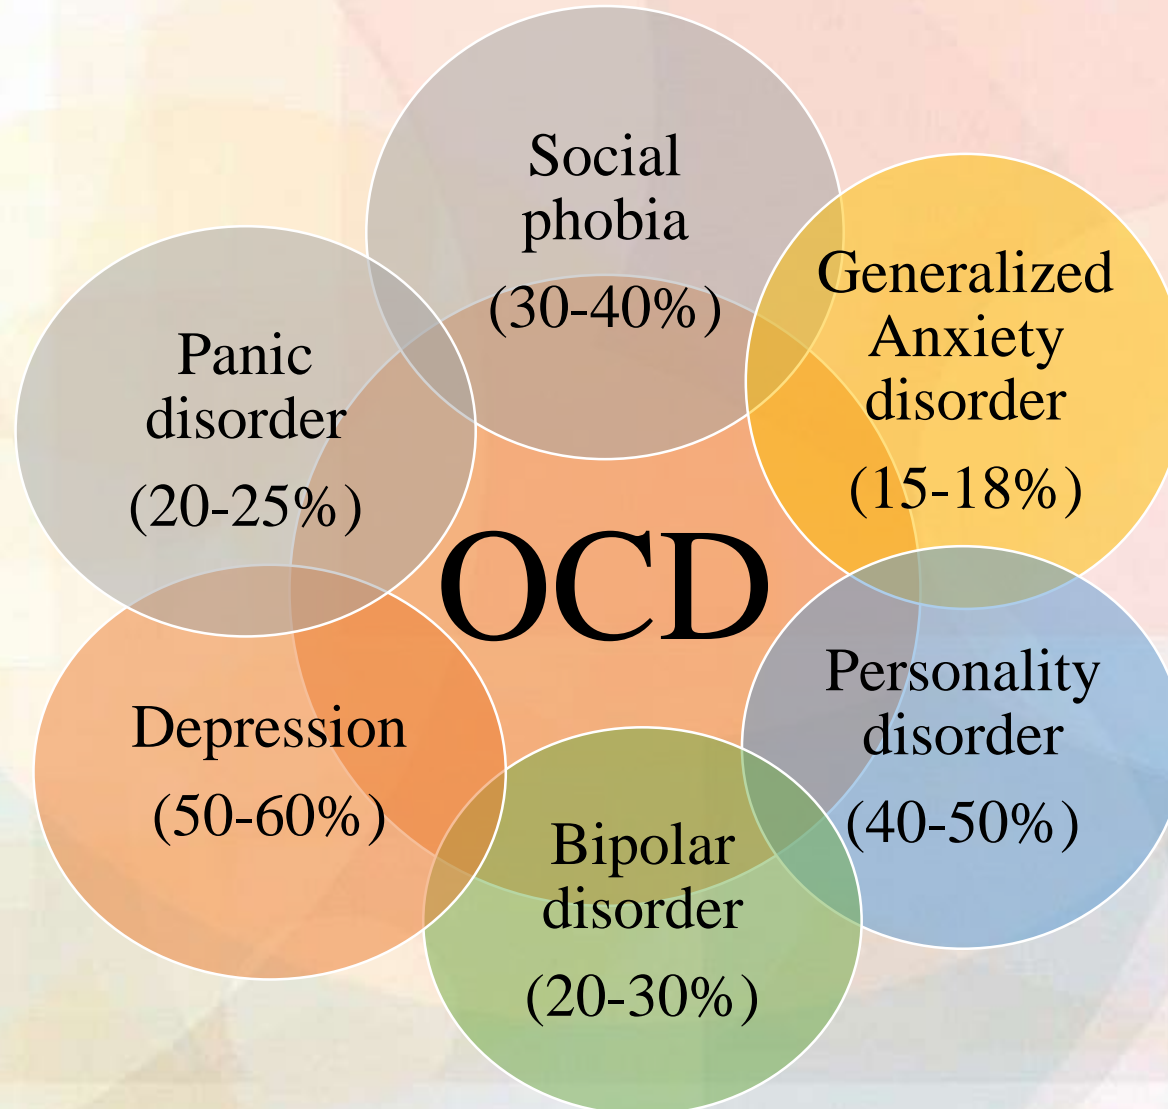 Social
phobia
(30-40%)
Generalized
Anxiety
disorder
(15-18%)
Panic
disorder
(20-25%)
OCD
Personality
disorder
(40-50%)
Depression
(50-60%)
Bipolar
disorder
(20-30%)